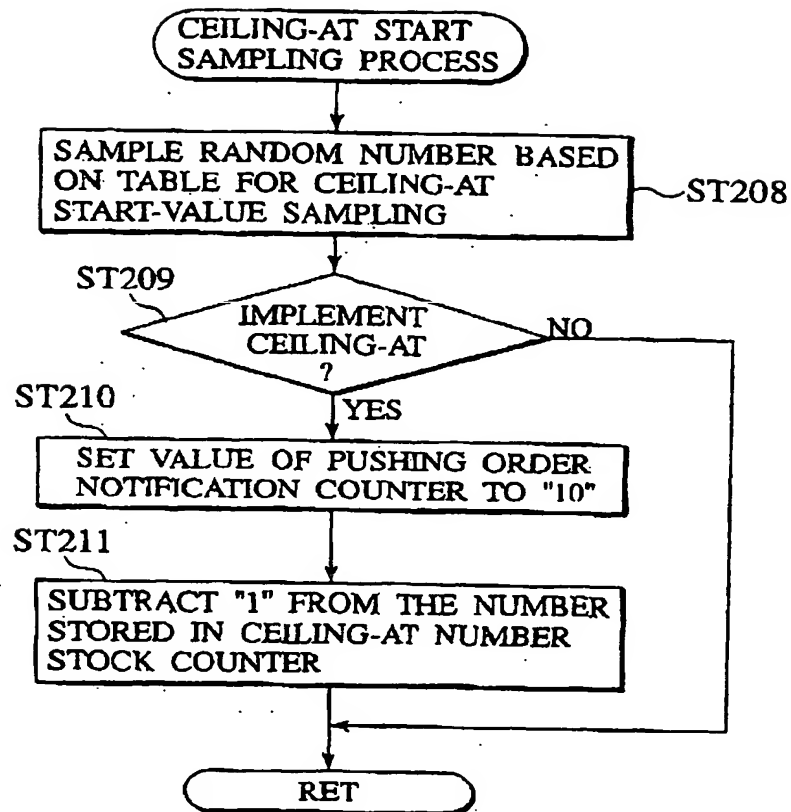 CEILING-AT START
SAMPLING PROCESS
SAMPLE RANDOM NUMBER BASED
ON TABLE FOR CEILING-AT
START-VALUE SAMPLING
ST208
ST209
IMPLEMENT
CEILING-AT
?
NO
YES
ST210
SET VALUE OF PUSHING ORDER
NOTIFICATION COUNTER TO "10"
ST211
SUBTRACT "1" FROM THE NUMBER
STORED IN CEILING-AT NUMBER
STOCK COUNTER
RET